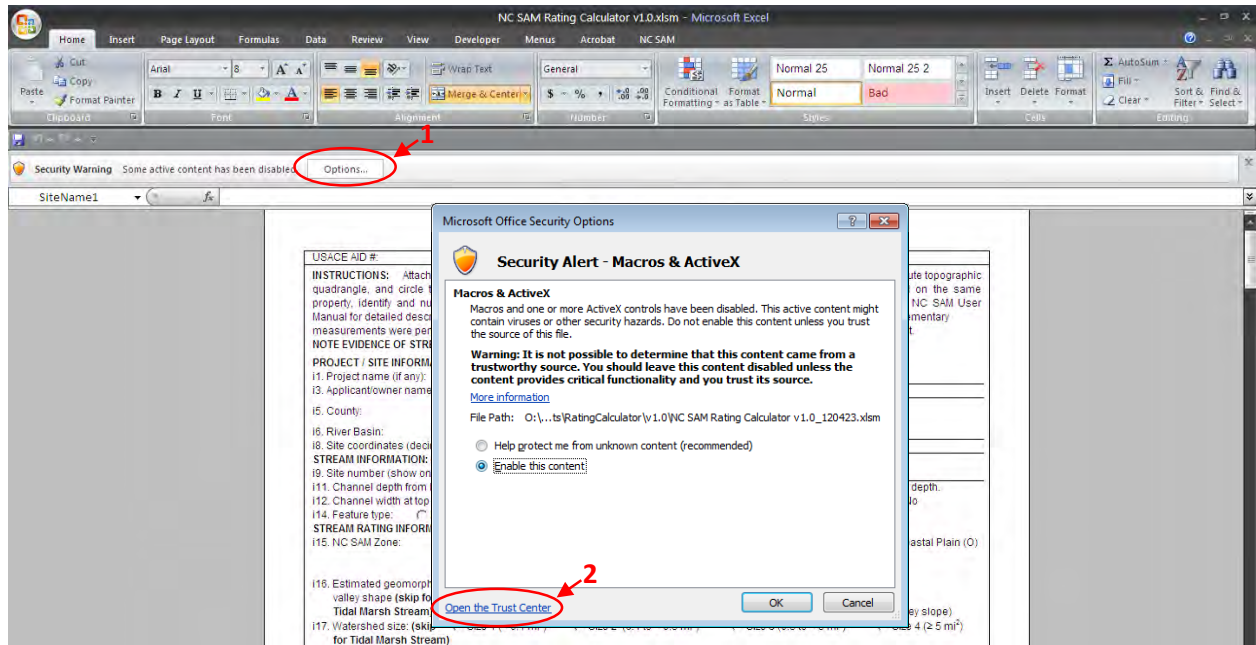 NC SAM Rating Calculator v1.0.xlsm - Microsoft Excel
Home Insert Page Layout Formulas Data Review View Developer Menus Acrobat NC SAM
Cut
Copy
Format Painter
Paste
Clipboard
Arial 8
B I U
Font
Wrap Text
Merge & Center
Alignment
General
$ % ,
Number
Conditional Formatting
Format as Table
Normal 25 Normal 25 2
Normal Bad
Styles
Insert Delete Format
Cells
Σ AutoSum
Fill
Clear
Sort & Filter
Find & Select
Editing
1
Security Warning Some active content has been disabled
Options...
SiteName1 fx
Microsoft Office Security Options
Security Alert - Macros & ActiveX
Macros & ActiveX
Macros and one or more ActiveX controls have been disabled. This active content might
contain viruses or other security hazards. Do not enable this content unless you trust
the source of this file.
Warning: It is not possible to determine that this content came from a
trustworthy source. You should leave this content disabled unless the
content provides critical functionality and you trust its source.
More information
File Path: O:\...ts\RatingCalculator\v1.0\NC SAM Rating Calculator v1.0_120423.xlsm
Help protect me from unknown content (recommended)
Enable this content
2
Open the Trust Center
OK Cancel
USACE AID #:
INSTRUCTIONS: Attach ute topographic
quadrangle, and circle on the same
property, identify and NC SAM User
Manual for detailed
measurements were
NOTE EVIDENCE OF
PROJECT / SITE
i1. Project name (if any):
i3. Applicant/owner name
i5. County:
i6. River Basin:
i8. Site coordinates
STREAM INFORMATION:
i9. Site number (show on
i11. Channel depth from depth.
i12. Channel width at top
i14. Feature type:
STREAM RATING
i15. NC SAM Zone: astal Plain (O)
i16. Estimated
valley shape (skip ey slope)
Tidal Marsh Stream)
i17. Watershed size: 4 (≥ 5 mi²)
for Tidal Marsh Stream)